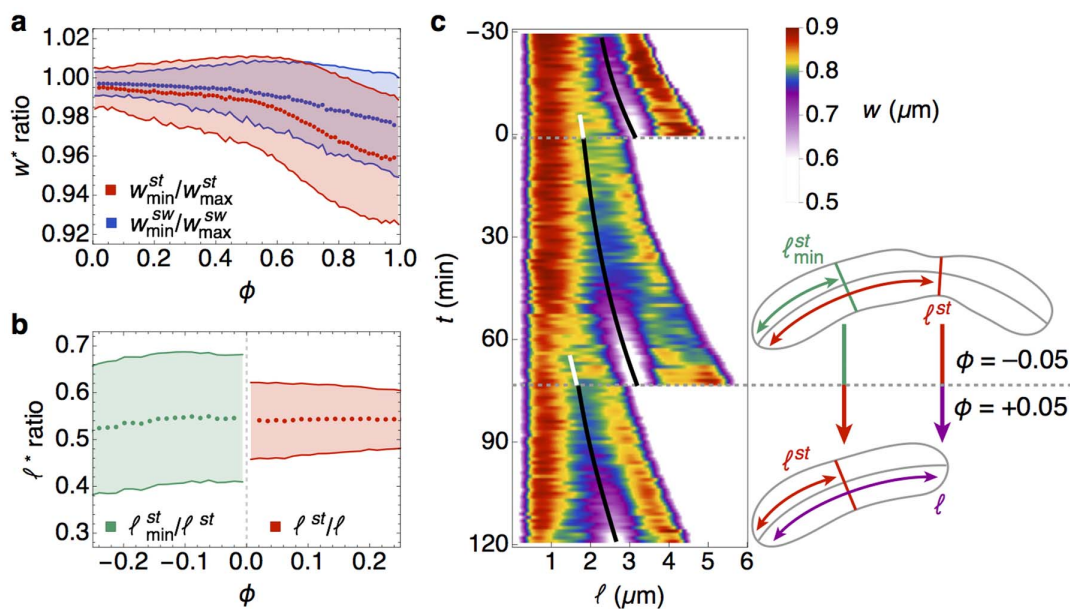 a
w* ratio
1.02
1.00
0.98
0.96
0.94
0.92
w^st_min/w^st_max
w^sw_min/w^sw_max
0.0 0.2 0.4 0.6 0.8 1.0
ϕ
b
ℓ* ratio
0.7
0.6
0.5
0.4
0.3
ℓ^st_min/ℓ^st
ℓ^st/ℓ
−0.2 −0.1 0.0 0.1 0.2
ϕ
c
t (min)
−30
0
30
60
90
120
1 2 3 4 5 6
ℓ (µm)
0.9
0.8
0.7
0.6
0.5
w (µm)
ℓ^st_min
ℓ^st
ϕ = −0.05
ϕ = +0.05
ℓ^st
ℓ